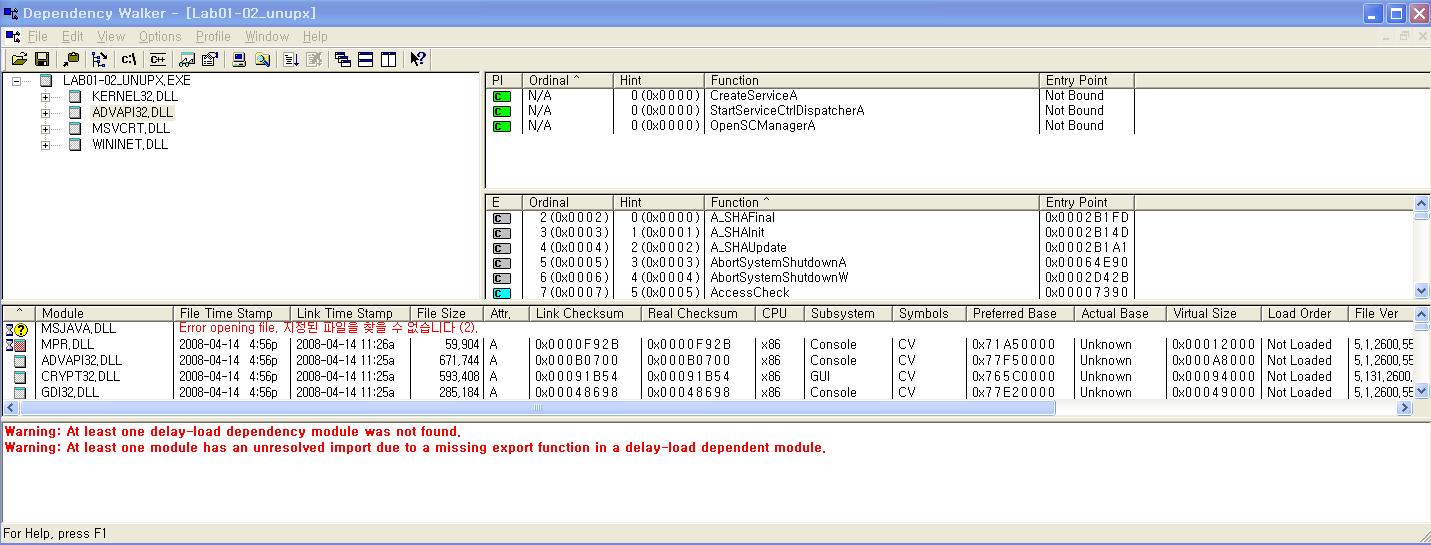 Dependency Walker - [Lab01-02_unupx]
File Edit View Options Profile Window Help
c:\ C++
LAB01-02_UNUPX.EXE
KERNEL32.DLL
ADVAPI32.DLL
MSVCRT.DLL
WININET.DLL
PI Ordinal ^ Hint Function Entry Point
C N/A 0 (0x0000) CreateServiceA Not Bound
C N/A 0 (0x0000) StartServiceCtrlDispatcherA Not Bound
C N/A 0 (0x0000) OpenSCManagerA Not Bound
E Ordinal Hint Function ^ Entry Point
C 2 (0x0002) 0 (0x0000) A_SHAFinal 0x0002B1FD
C 3 (0x0003) 1 (0x0001) A_SHAInit 0x0002B14D
C 4 (0x0004) 2 (0x0002) A_SHAUpdate 0x0002B1A1
C 5 (0x0005) 3 (0x0003) AbortSystemShutdownA 0x00064E90
C 6 (0x0006) 4 (0x0004) AbortSystemShutdownW 0x0002D42B
C 7 (0x0007) 5 (0x0005) AccessCheck 0x00007390
^ Module File Time Stamp Link Time Stamp File Size Attr. Link Checksum Real Checksum CPU Subsystem Symbols Preferred Base Actual Base Virtual Size Load Order File Ver
MSJAVA.DLL Error opening file. 지정된 파일을 찾을 수 없습니다 (2).
MPR.DLL 2008-04-14 4:56p 2008-04-14 11:26a 59,904 A 0x0000F92B 0x0000F92B x86 Console CV 0x71A50000 Unknown 0x00012000 Not Loaded 5.1.2600.55
ADVAPI32.DLL 2008-04-14 4:56p 2008-04-14 11:25a 671,744 A 0x000B0700 0x000B0700 x86 Console CV 0x77F50000 Unknown 0x000A8000 Not Loaded 5.1.2600.55
CRYPT32.DLL 2008-04-14 4:56p 2008-04-14 11:25a 593,408 A 0x00091B54 0x00091B54 x86 GUI CV 0x765C0000 Unknown 0x00094000 Not Loaded 5.131.2600.
GDI32.DLL 2008-04-14 4:56p 2008-04-14 11:25a 285,184 A 0x00048698 0x00048698 x86 Console CV 0x77E20000 Unknown 0x00049000 Not Loaded 5.1.2600.55
Warning: At least one delay-load dependency module was not found.
Warning: At least one module has an unresolved import due to a missing export function in a delay-load dependent module.
For Help, press F1